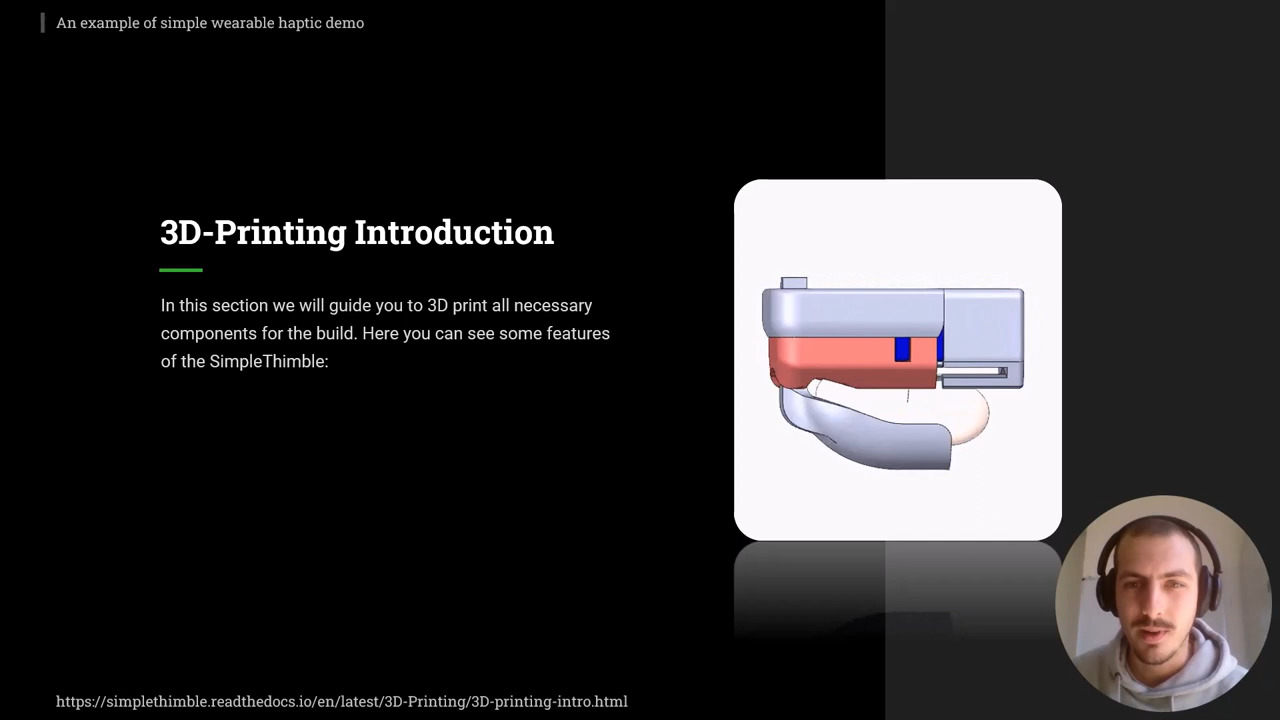 An example of simple wearable haptic demo
3D-Printing Introduction
In this section we will guide you to 3D print all necessary
components for the build. Here you can see some features
of the SimpleThimble:
https://simplethimble.readthedocs.io/en/latest/3D-Printing/3D-printing-intro.html